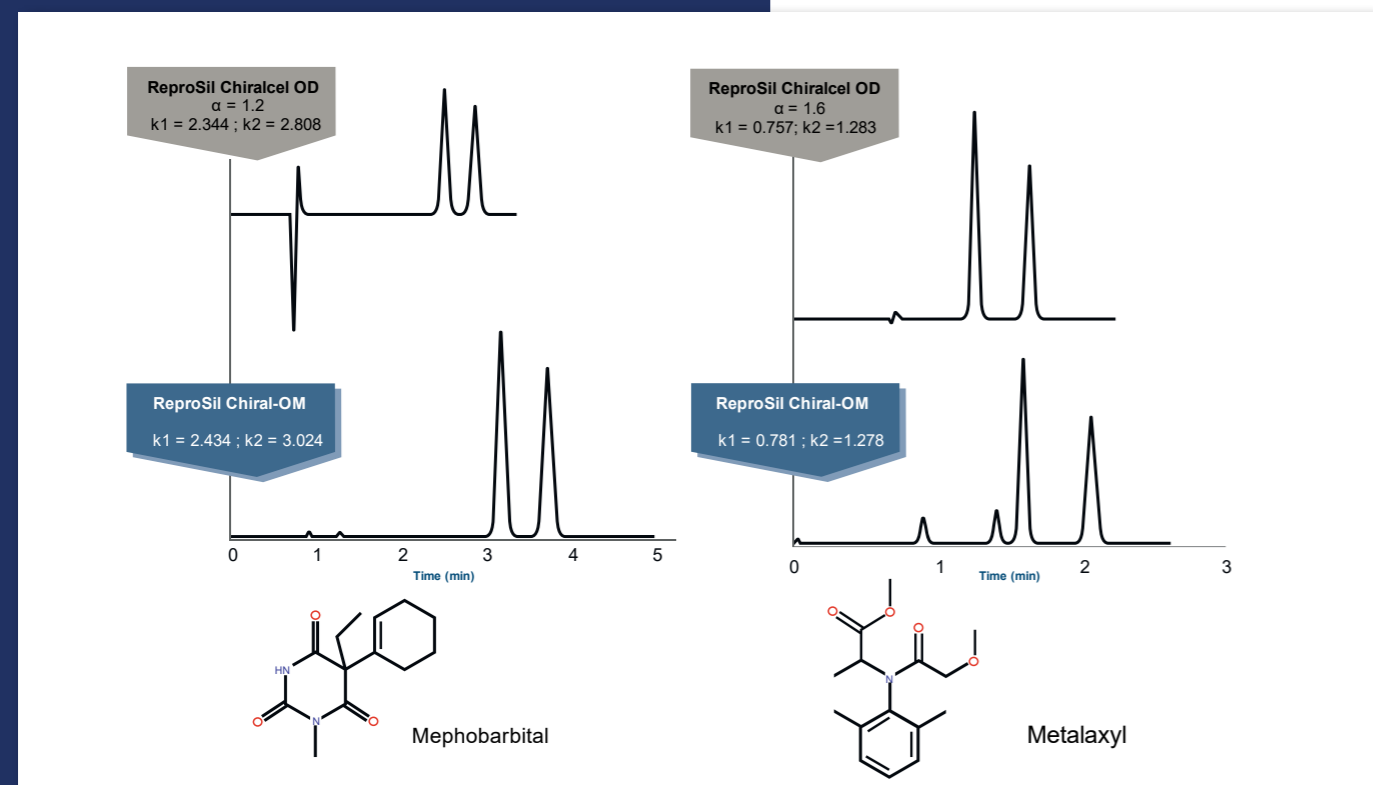 ReproSil Chiralcel OD
α = 1.2
k1 = 2.344 ; k2 = 2.808
ReproSil Chiral-OM
k1 = 2.434 ; k2 = 3.024
0 1 2 3 4 5
Time (min)
O
HN
O
N
O
Mephobarbital
ReproSil Chiralcel OD
α = 1.6
k1 = 0.757; k2 =1.283
ReproSil Chiral-OM
k1 = 0.781 ; k2 =1.278
0 1 2 3
Time (min)
O
O
O
O
N
Metalaxyl